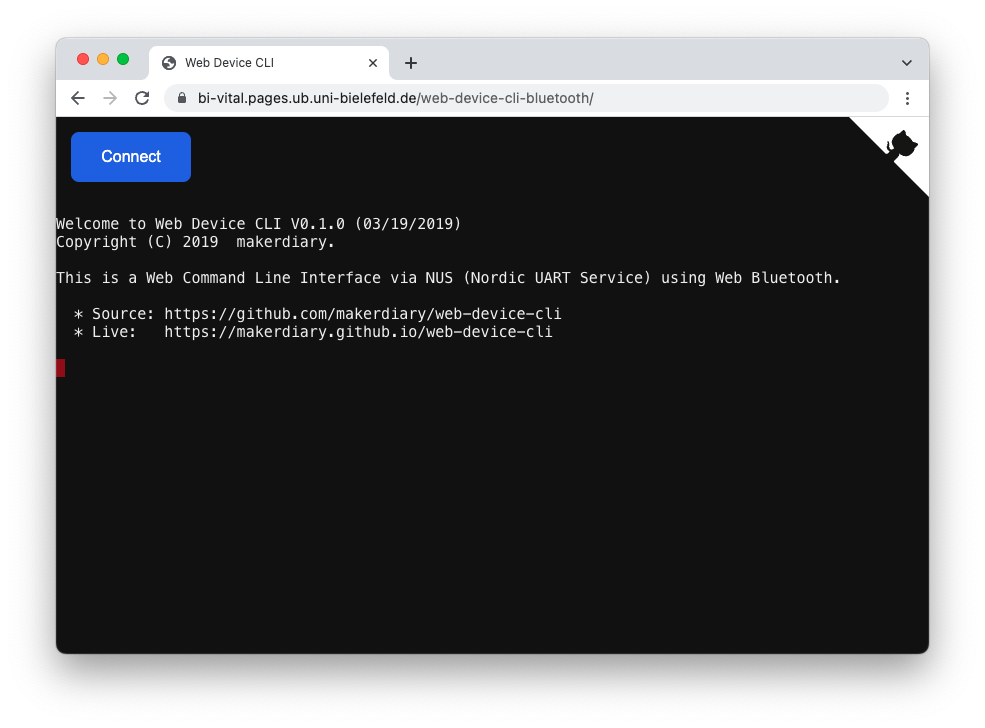 Web Device CLI
bi-vital.pages.ub.uni-bielefeld.de/web-device-cli-bluetooth/
Connect
Welcome to Web Device CLI V0.1.0 (03/19/2019)
Copyright (C) 2019  makerdiary.
This is a Web Command Line Interface via NUS (Nordic UART Service) using Web Bluetooth.
* Source: https://github.com/makerdiary/web-device-cli
* Live:   https://makerdiary.github.io/web-device-cli